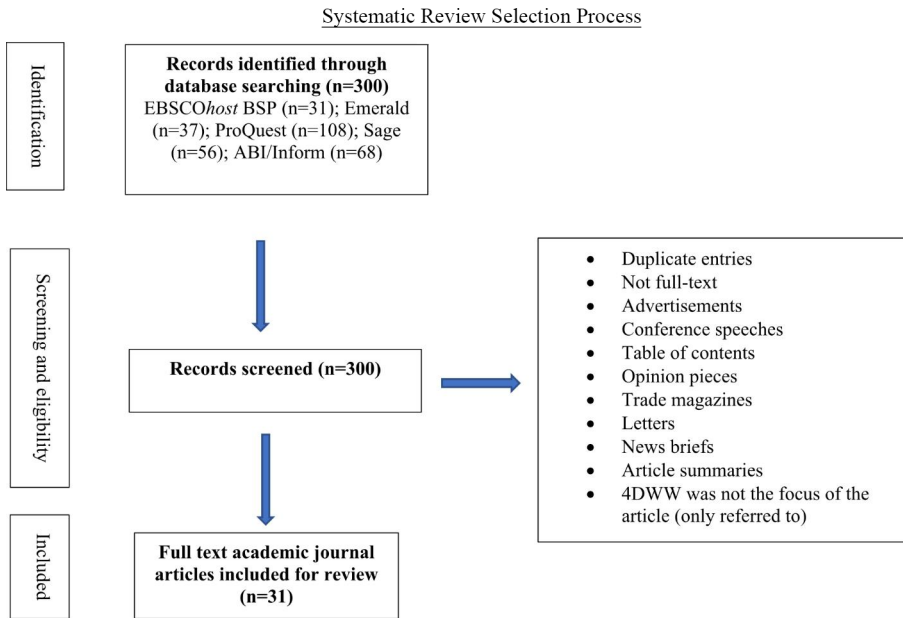 Systematic Review Selection Process
Identification
Records identified through
database searching (n=300)
EBSCOhost BSP (n=31); Emerald
(n=37); ProQuest (n=108); Sage
(n=56); ABI/Inform (n=68)
Screening and eligibility
Records screened (n=300)
• Duplicate entries
• Not full-text
• Advertisements
• Conference speeches
• Table of contents
• Opinion pieces
• Trade magazines
• Letters
• News briefs
• Article summaries
• 4DWW was not the focus of the
article (only referred to)
Included
Full text academic journal
articles included for review
(n=31)